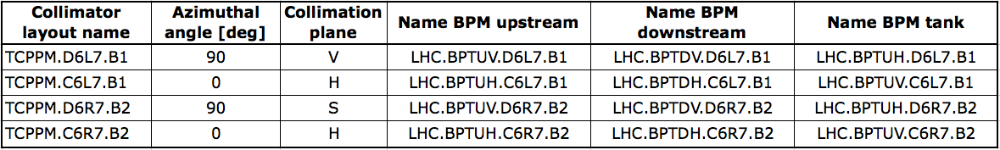 Collimator layout name Azimuthal angle [deg] Collimation plane Name BPM upstream Name BPM downstream Name BPM tank
TCPPM.D6L7.B1 90 V LHC.BPTUV.D6L7.B1 LHC.BPTDV.D6L7.B1 LHC.BPTUH.D6L7.B1
TCPPM.C6L7.B1 0 H LHC.BPTUH.C6L7.B1 LHC.BPTDH.C6L7.B1 LHC.BPTUV.C6L7.B1
TCPPM.D6R7.B2 90 S LHC.BPTUV.D6R7.B2 LHC.BPTDV.D6R7.B2 LHC.BPTUH.D6R7.B2
TCPPM.C6R7.B2 0 H LHC.BPTUH.C6R7.B2 LHC.BPTDH.C6R7.B2 LHC.BPTUV.C6R7.B2